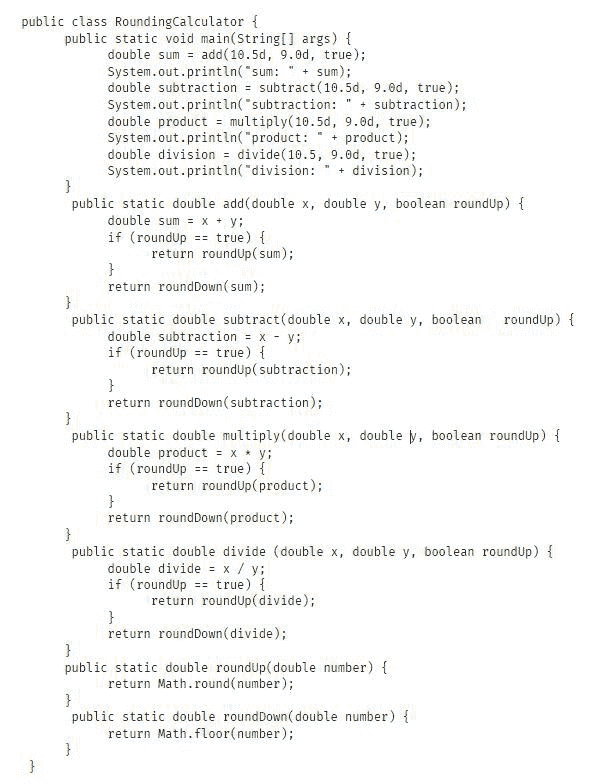 public class RoundingCalculator {
public static void main(String[] args) {
double sum = add(10.5d, 9.0d, true);
System.out.println("sum: " + sum);
double subtraction = subtract(10.5d, 9.0d, true);
System.out.println("subtraction: " + subtraction);
double product = multiply(10.5d, 9.0d, true);
System.out.println("product: " + product);
double division = divide(10.5, 9.0d, true);
System.out.println("division: " + division);
}
public static double add(double x, double y, boolean roundUp) {
double sum = x + y;
if (roundUp == true) {
return roundUp(sum);
}
return roundDown(sum);
}
public static double subtract(double x, double y, boolean   roundUp) {
double subtraction = x - y;
if (roundUp == true) {
return roundUp(subtraction);
}
return roundDown(subtraction);
}
public static double multiply(double x, double y, boolean roundUp) {
double product = x * y;
if (roundUp == true) {
return roundUp(product);
}
return roundDown(product);
}
public static double divide (double x, double y, boolean roundUp) {
double divide = x / y;
if (roundUp == true) {
return roundUp(divide);
}
return roundDown(divide);
}
public static double roundUp(double number) {
return Math.round(number);
}
public static double roundDown(double number) {
return Math.floor(number);
}
}